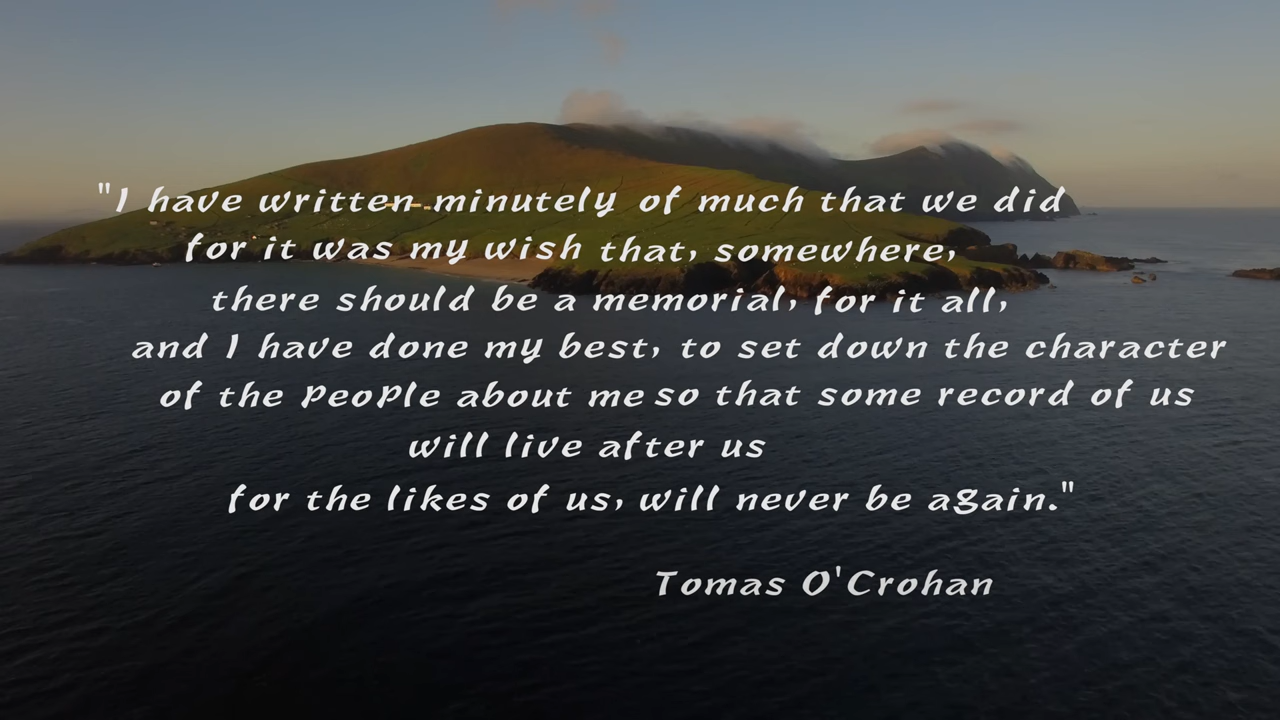 "I have written minutely of much that we did
for it was my wish that, somewhere,
there should be a memorial, for it all,
and I have done my best, to set down the character
of the People about me so that some record of us
will live after us
for the likes of us, will never be again."
Tomas O'Crohan